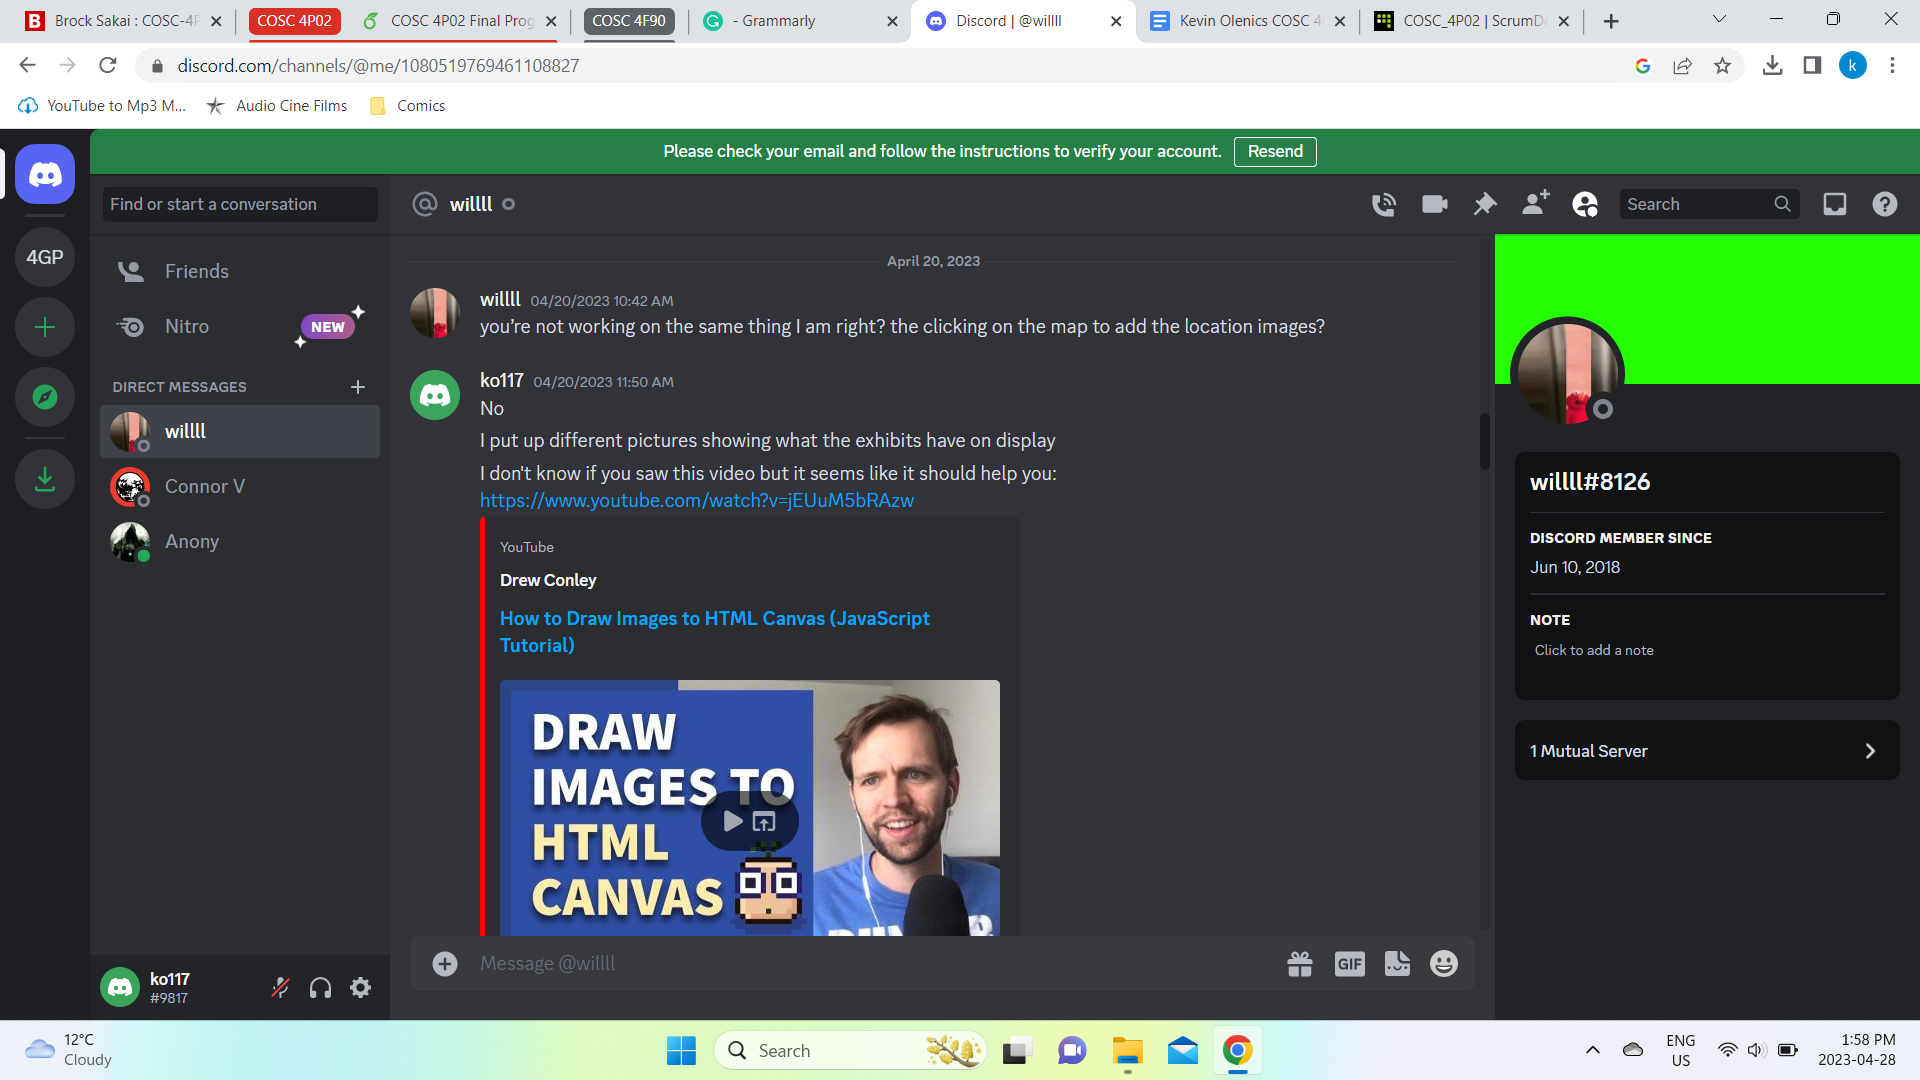 Brock Sakai : COSC-4P
COSC 4P02
COSC 4P02 Final Prog
COSC 4F90
- Grammarly
Discord | @willll
Kevin Olenics COSC 4
COSC_4P02 | ScrumD
discord.com/channels/@me/1080519769461108827
k
YouTube to Mp3 M...
Audio Cine Films
Comics
Please check your email and follow the instructions to verify your account.
Resend
Find or start a conversation
willll
Search
4GP
Friends
Nitro
NEW
DIRECT MESSAGES
willll
Connor V
Anony
April 20, 2023
willll 04/20/2023 10:42 AM
you’re not working on the same thing I am right? the clicking on the map to add the location images?
ko117 04/20/2023 11:50 AM
No
I put up different pictures showing what the exhibits have on display
I don't know if you saw this video but it seems like it should help you:
https://www.youtube.com/watch?v=jEUuM5bRAzw
YouTube
Drew Conley
How to Draw Images to HTML Canvas (JavaScript
Tutorial)
DRAW
IMAGES TO
HTML
CANVAS
willll#8126
DISCORD MEMBER SINCE
Jun 10, 2018
NOTE
Click to add a note
1 Mutual Server
ko117
#9817
Message @willll
GIF
12°C
Cloudy
Search
ENG
US
1:58 PM
2023-04-28